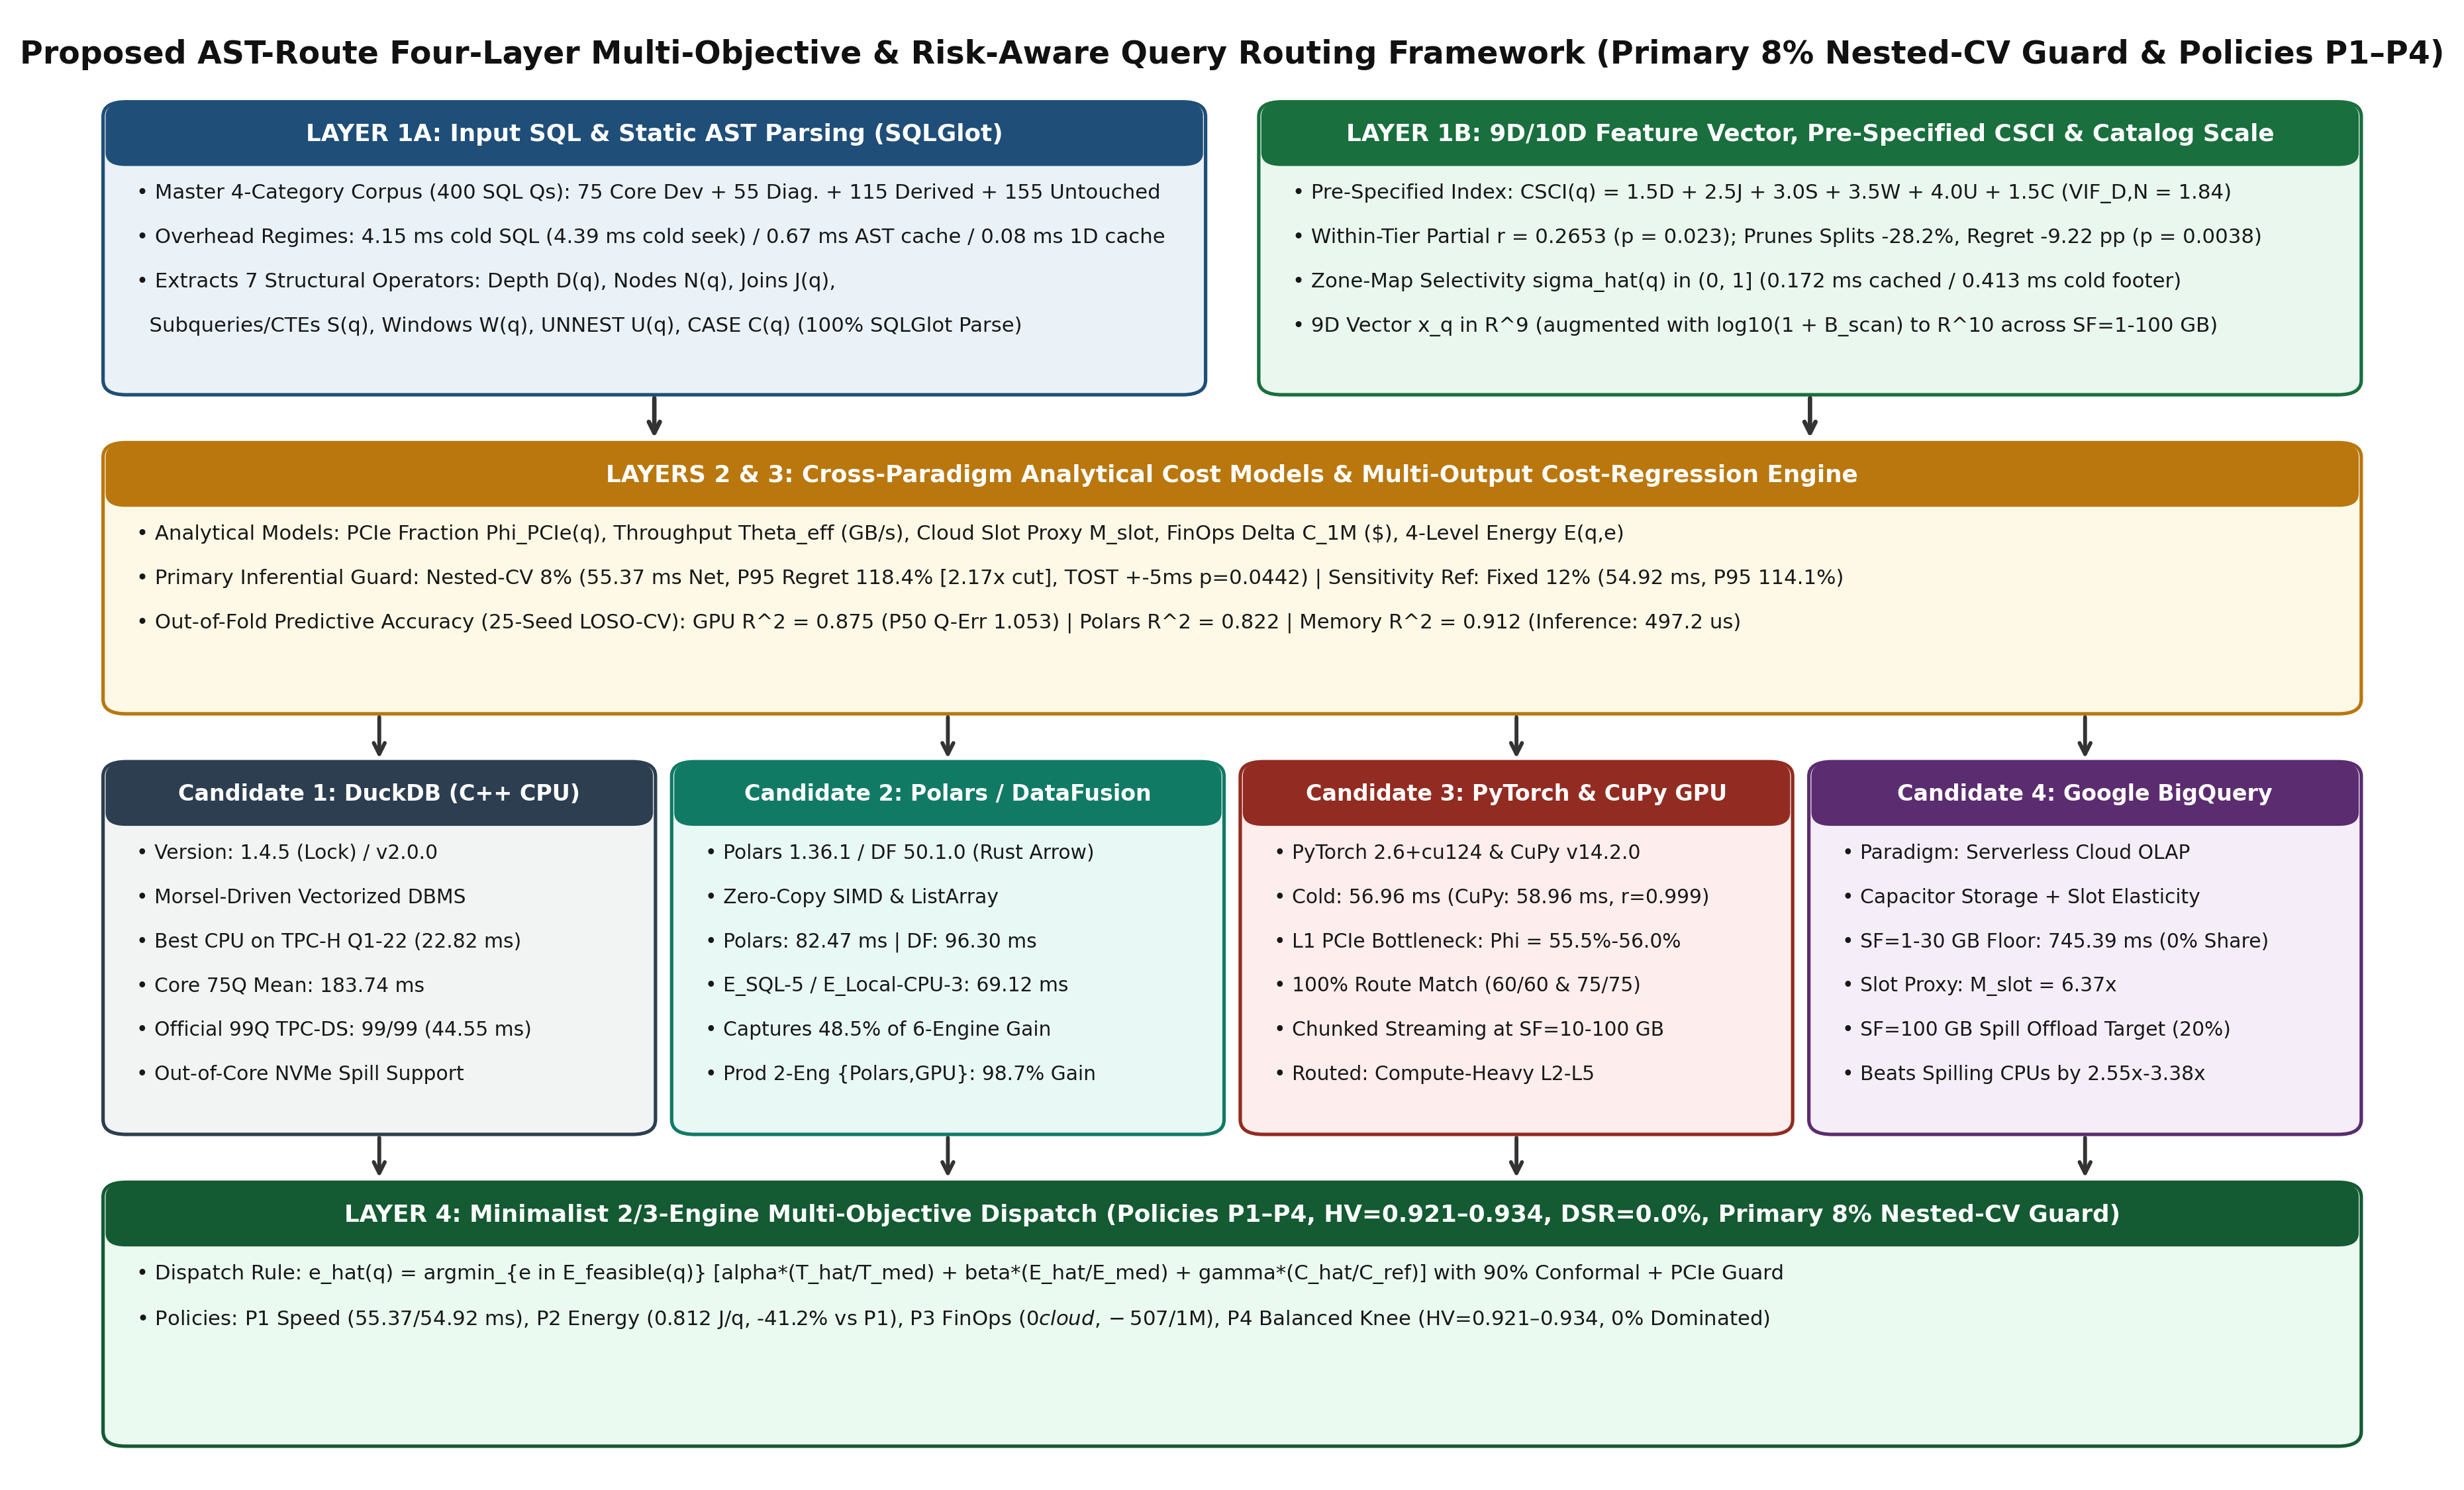 Proposed AST-Route Four-Layer Multi-Objective & Risk-Aware Query Routing Framework (Primary 8% Nested-CV Guard & Policies P1–P4)
LAYER 1A: Input SQL & Static AST Parsing (SQLGlot)
• Master 4-Category Corpus (400 SQL Qs): 75 Core Dev + 55 Diag. + 115 Derived + 155 Untouched
• Overhead Regimes: 4.15 ms cold SQL (4.39 ms cold seek) / 0.67 ms AST cache / 0.08 ms 1D cache
• Extracts 7 Structural Operators: Depth D(q), Nodes N(q), Joins J(q),
Subqueries/CTEs S(q), Windows W(q), UNNEST U(q), CASE C(q) (100% SQLGlot Parse)
LAYER 1B: 9D/10D Feature Vector, Pre-Specified CSCI & Catalog Scale
• Pre-Specified Index: CSCI(q) = 1.5D + 2.5J + 3.0S + 3.5W + 4.0U + 1.5C (VIF_D,N = 1.84)
• Within-Tier Partial r = 0.2653 (p = 0.023); Prunes Splits -28.2%, Regret -9.22 pp (p = 0.0038)
• Zone-Map Selectivity sigma_hat(q) in (0, 1] (0.172 ms cached / 0.413 ms cold footer)
• 9D Vector x_q in R^9 (augmented with log10(1 + B_scan) to R^10 across SF=1-100 GB)
LAYERS 2 & 3: Cross-Paradigm Analytical Cost Models & Multi-Output Cost-Regression Engine
• Analytical Models: PCIe Fraction Phi_PCIe(q), Throughput Theta_eff (GB/s), Cloud Slot Proxy M_slot, FinOps Delta C_1M ($), 4-Level Energy E(q,e)
• Primary Inferential Guard: Nested-CV 8% (55.37 ms Net, P95 Regret 118.4% [2.17x cut], TOST +-5ms p=0.0442) | Sensitivity Ref: Fixed 12% (54.92 ms, P95 114.1%)
• Out-of-Fold Predictive Accuracy (25-Seed LOSO-CV): GPU R^2 = 0.875 (P50 Q-Err 1.053) | Polars R^2 = 0.822 | Memory R^2 = 0.912 (Inference: 497.2 us)
Candidate 1: DuckDB (C++ CPU)
• Version: 1.4.5 (Lock) / v2.0.0
• Morsel-Driven Vectorized DBMS
• Best CPU on TPC-H Q1-22 (22.82 ms)
• Core 75Q Mean: 183.74 ms
• Official 99Q TPC-DS: 99/99 (44.55 ms)
• Out-of-Core NVMe Spill Support
Candidate 2: Polars / DataFusion
• Polars 1.36.1 / DF 50.1.0 (Rust Arrow)
• Zero-Copy SIMD & ListArray
• Polars: 82.47 ms | DF: 96.30 ms
• E_SQL-5 / E_Local-CPU-3: 69.12 ms
• Captures 48.5% of 6-Engine Gain
• Prod 2-Eng {Polars,GPU}: 98.7% Gain
Candidate 3: PyTorch & CuPy GPU
• PyTorch 2.6+cu124 & CuPy v14.2.0
• Cold: 56.96 ms (CuPy: 58.96 ms, r=0.999)
• L1 PCIe Bottleneck: Phi = 55.5%-56.0%
• 100% Route Match (60/60 & 75/75)
• Chunked Streaming at SF=10-100 GB
• Routed: Compute-Heavy L2-L5
Candidate 4: Google BigQuery
• Paradigm: Serverless Cloud OLAP
• Capacitor Storage + Slot Elasticity
• SF=1-30 GB Floor: 745.39 ms (0% Share)
• Slot Proxy: M_slot = 6.37x
• SF=100 GB Spill Offload Target (20%)
• Beats Spilling CPUs by 2.55x-3.38x
LAYER 4: Minimalist 2/3-Engine Multi-Objective Dispatch (Policies P1–P4, HV=0.921–0.934, DSR=0.0%, Primary 8% Nested-CV Guard)
• Dispatch Rule: e_hat(q) = argmin_{e in E_feasible(q)} [alpha*(T_hat/T_med) + beta*(E_hat/E_med) + gamma*(C_hat/C_ref)] with 90% Conformal + PCIe Guard
• Policies: P1 Speed (55.37/54.92 ms), P2 Energy (0.812 J/q, -41.2% vs P1), P3 FinOps (0cloud, − 507/1M), P4 Balanced Knee (HV=0.921–0.934, 0% Dominated)